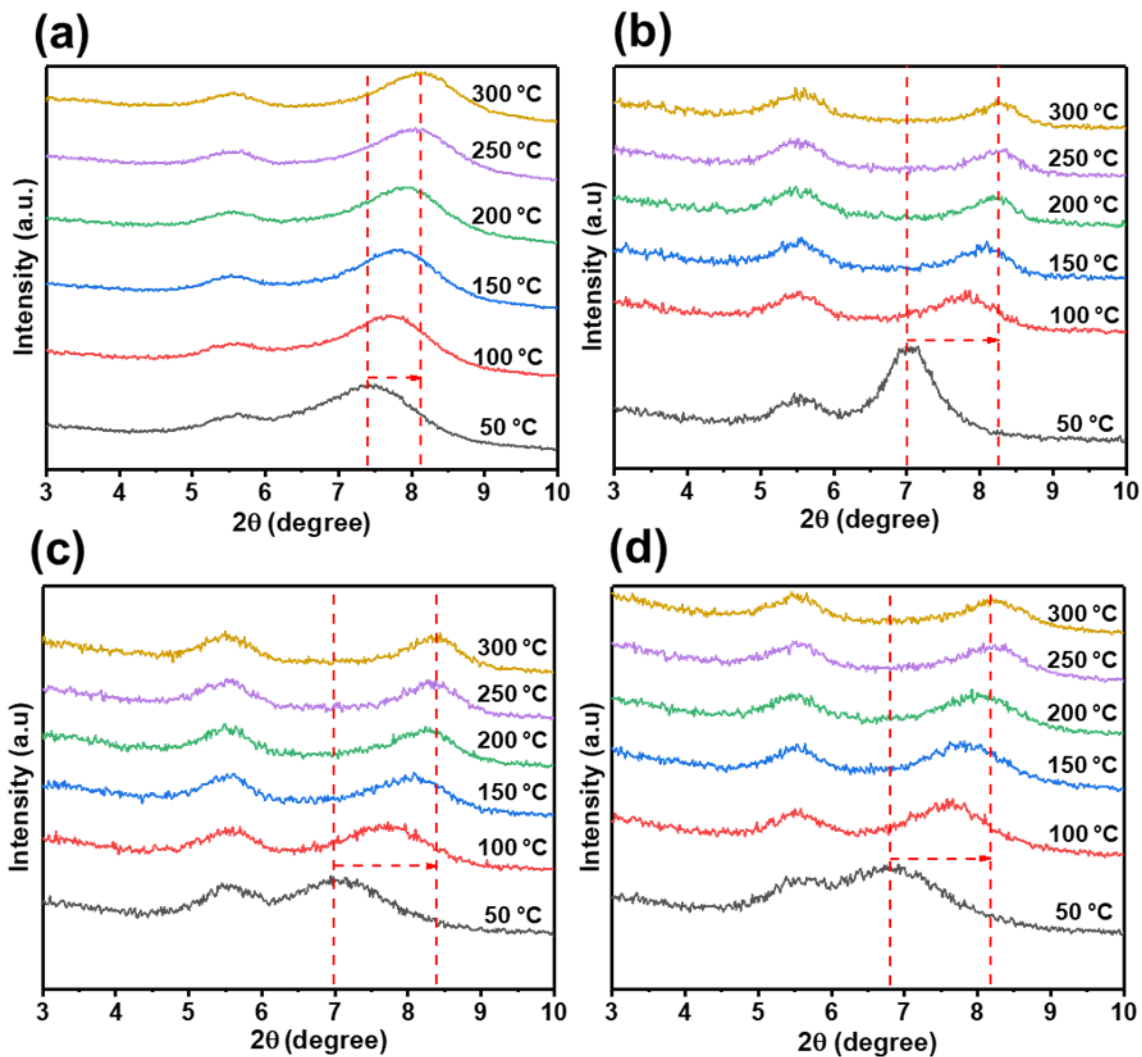 (a)
300 °C
250 °C
200 °C
150 °C
100 °C
50 °C
Intensity (a.u.)
3 4 5 6 7 8 9 10
2θ (degree)
(b)
300 °C
250 °C
200 °C
150 °C
100 °C
50 °C
Intensity (a.u)
3 4 5 6 7 8 9 10
2θ (degree)
(c)
300 °C
250 °C
200 °C
150 °C
100 °C
50 °C
Intensity (a.u)
3 4 5 6 7 8 9 10
2θ (degree)
(d)
300 °C
250 °C
200 °C
150 °C
100 °C
50 °C
Intensity (a.u)
3 4 5 6 7 8 9 10
2θ (degree)